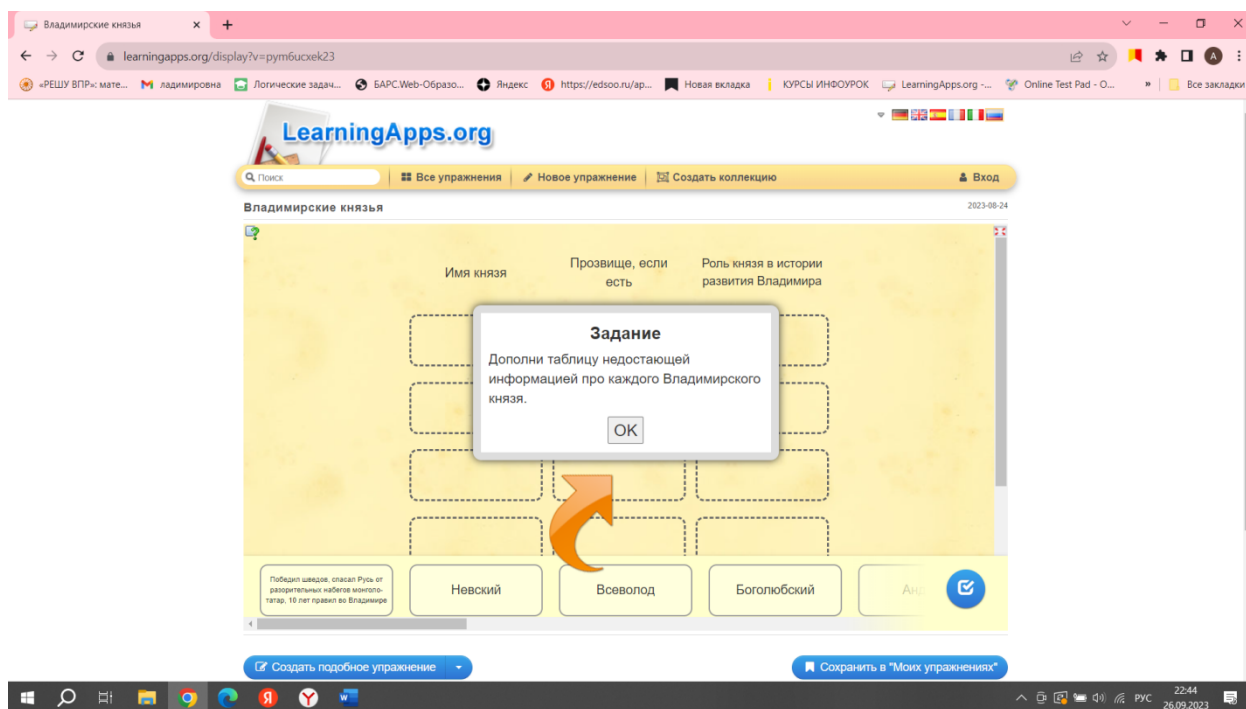 Владимирские князья
learningapps.org/display?v=pym6ucxek23
«РЕШУ ВПР»: мате...
ладимировна
Логические задач...
БАРС.Web-Образо...
Яндекс
https://edsoo.ru/ap...
Новая вкладка
КУРСЫ ИНФОУРОК
LearningApps.org -...
Online Test Pad - O...
»
Все закладки
LearningApps.org
Поиск
Все упражнения
Новое упражнение
Создать коллекцию
Вход
Владимирские князья
2023-08-24
Имя князя
Прозвище, если
есть
Роль князя в истории
развития Владимира
Задание
Дополни таблицу недостающей
информацией про каждого Владимирского
князя.
OK
Победил шведов, спасал Русь от
разорительных набегов монголо-
татар, 10 лет правил во Владимире
Невский
Всеволод
Боголюбский
Создать подобное упражнение
Сохранить в "Моих упражнениях"
РУС
22:44
26.09.2023